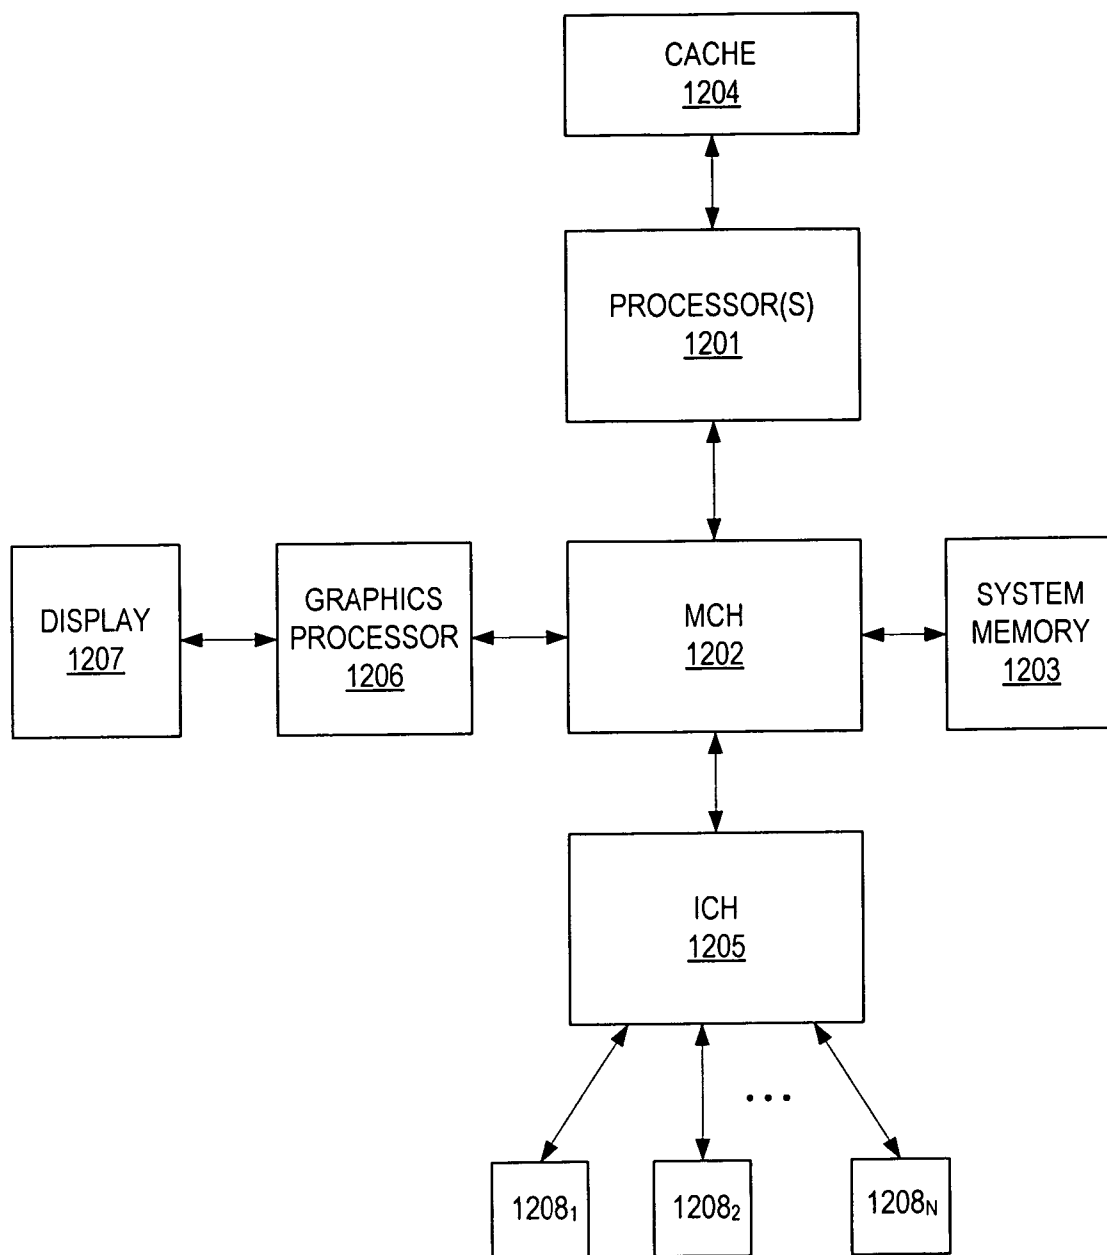 CACHE
1204
PROCESSOR(S)
1201
DISPLAY
1207
GRAPHICS
PROCESSOR
1206
MCH
1202
SYSTEM
MEMORY
1203
ICH
1205
...
1208₁
1208₂
1208N